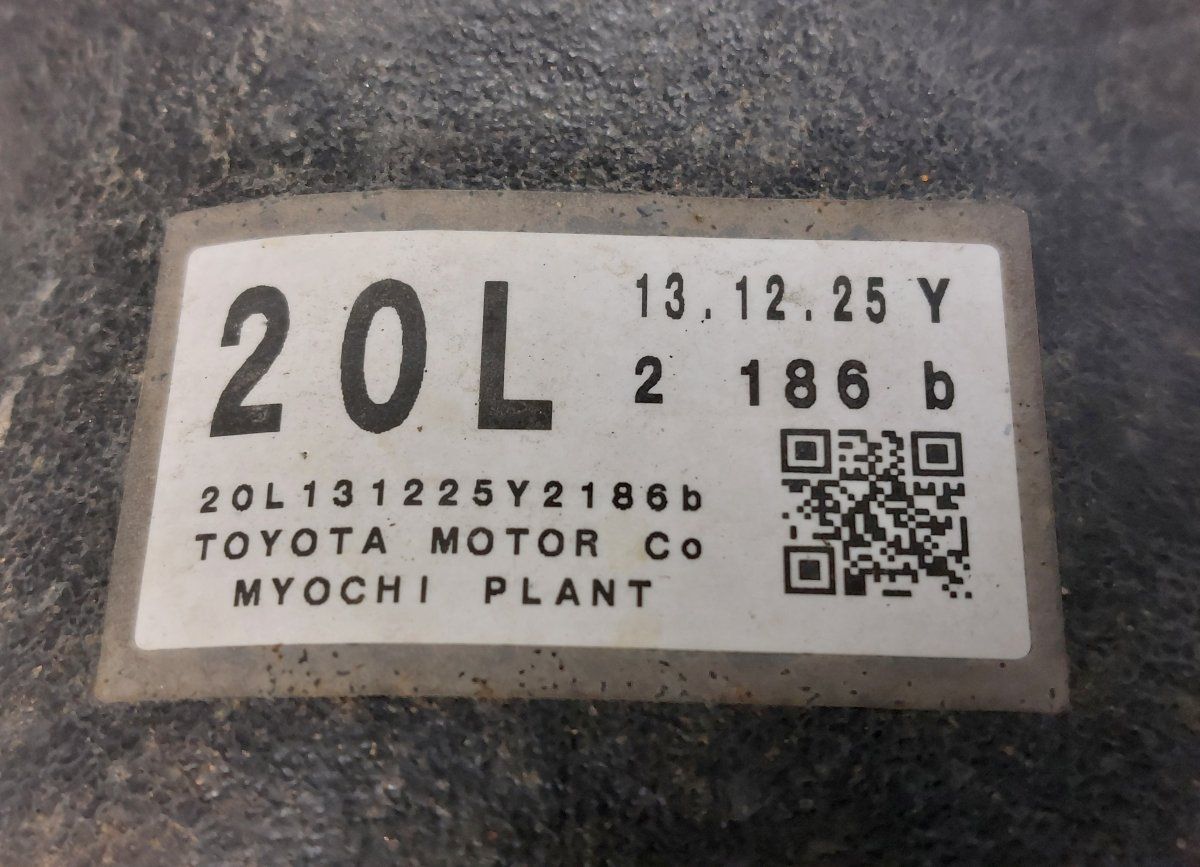 20L
13.12.25 Y
2 186 b
20L131225Y2186b
TOYOTA MOTOR Co
MYOCHI PLANT